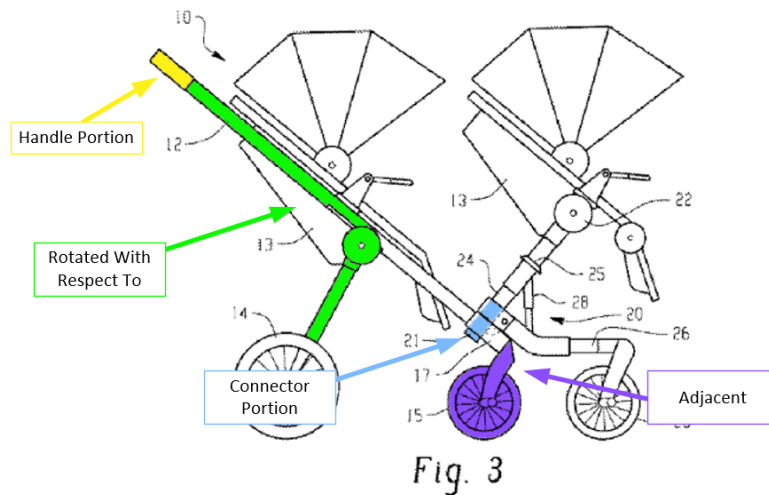 10
Handle Portion
12
13
13
22
Rotated With
Respect To
24
25
28
20
14
26
21
17
Connector
Portion
15
Adjacent
Fig. 3